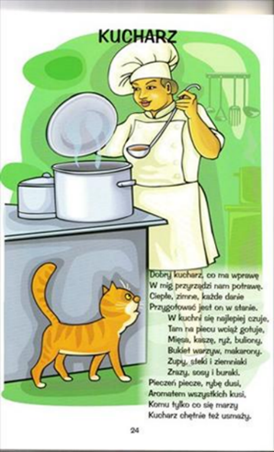 KUCHARZ
Dobry kucharz, co ma wprawę
W mig przyrządzi nam potrawę.
Ciepłe, zimne, każde danie
Przygotować jest on w stanie.
W kuchni się najlepiej czuje,
Tam na piecu wciąż gotuje,
Mięsa, kaszę, ryż, buliony,
Bukiet warzyw, makarony.
Zupy, steki i ziemniaki
Zrazy, sosy i buraki.
Pieczeń piecze, rybę dusi,
Aromatem wszystkich kusi.
Komu tylko co się marzy
Kucharz chętnie też usmaży.
24